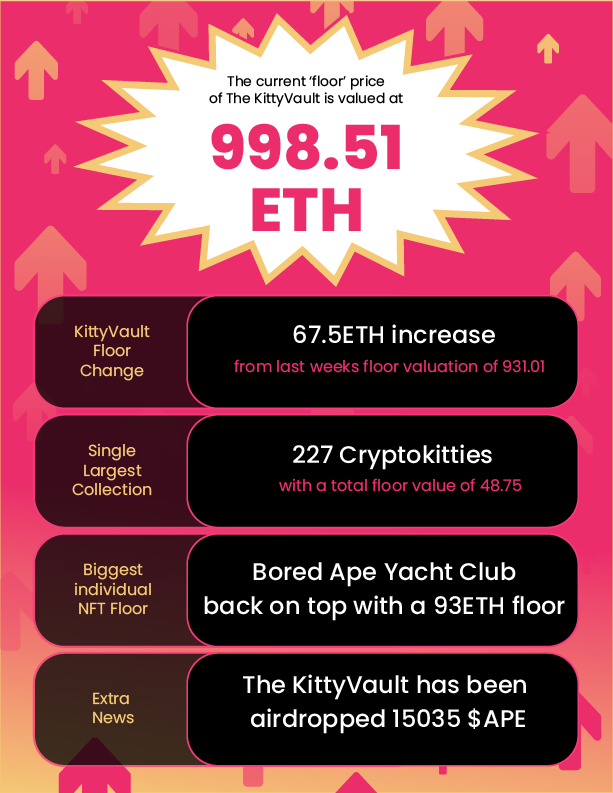 The current ‘floor’ price
of The KittyVault is valued at
998.51
ETH
KittyVault
Floor
Change
67.5ETH increase
from last weeks floor valuation of 931.01
Single
Largest
Collection
227 Cryptokitties
with a total floor value of 48.75
Biggest
individual
NFT Floor
Bored Ape Yacht Club
back on top with a 93ETH floor
Extra
News
The KittyVault has been
airdropped 15035 $APE